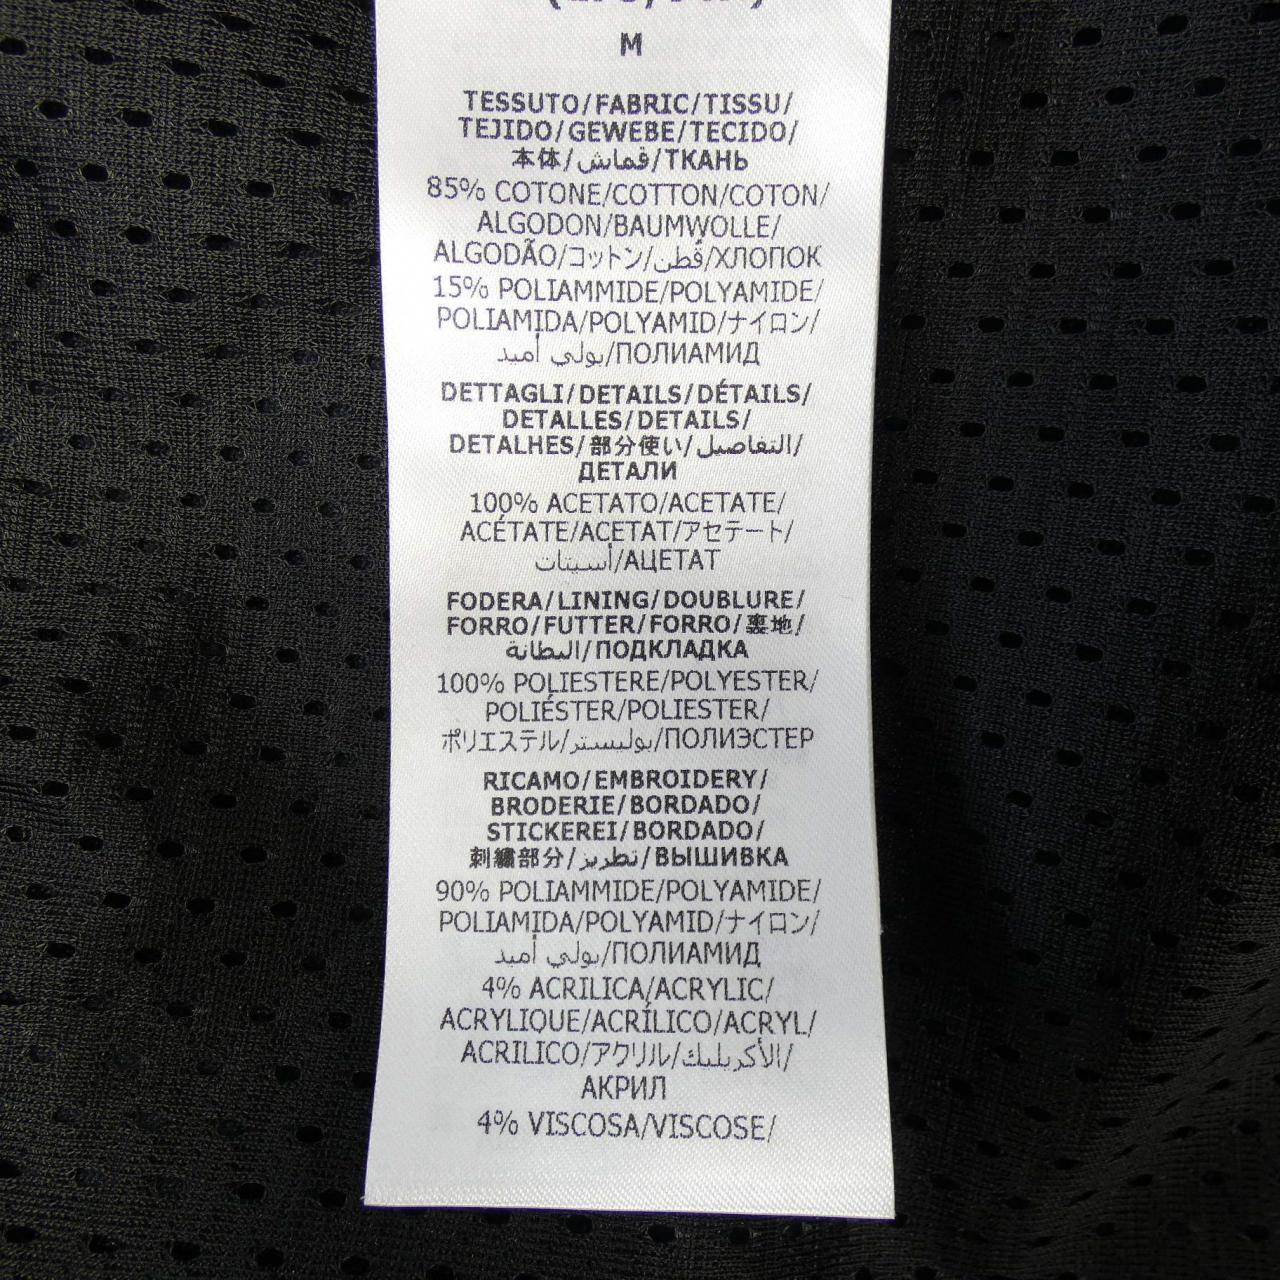 M
TESSUTO/FABRIC/TISSU/
TEJIDO/GEWEBE/TECIDO/
本体/قماش/ТКАНЬ
85% COTONE/COTTON/COTON/
ALGODON/BAUMWOLLE/
ALGODÃO/コットン/قطن/ХЛОПОК
15% POLIAMMIDE/POLYAMIDE/
POLIAMIDA/POLYAMID/ナイロン/
بولي أميد/ПОЛИАМИД
DETTAGLI/DETAILS/DÉTAILS/
DETALLES/DETAILS/
DETALHES/部分使い/التفاصيل/
ДЕТАЛИ
100% ACETATO/ACETATE/
ACÉTATE/ACETAT/アセテート/
أسيتات/АЦЕТАТ
FODERA/LINING/DOUBLURE/
FORRO/FUTTER/FORRO/裏地/
البطانة/ПОДКЛАДКА
100% POLIESTERE/POLYESTER/
POLIÉSTER/POLIESTER/
ポリエステル/بوليستر/ПОЛИЭСТЕР
RICAMO/EMBROIDERY/
BRODERIE/BORDADO/
STICKEREI/BORDADO/
刺繍部分/تطريز/ВЫШИВКА
90% POLIAMMIDE/POLYAMIDE/
POLIAMIDA/POLYAMID/ナイロン/
بولي أميد/ПОЛИАМИД
4% ACRILICA/ACRYLIC/
ACRYLIQUE/ACRÍLICO/ACRYL/
ACRILICO/アクリル/الأكريليك/
АКРИЛ
4% VISCOSA/VISCOSE/